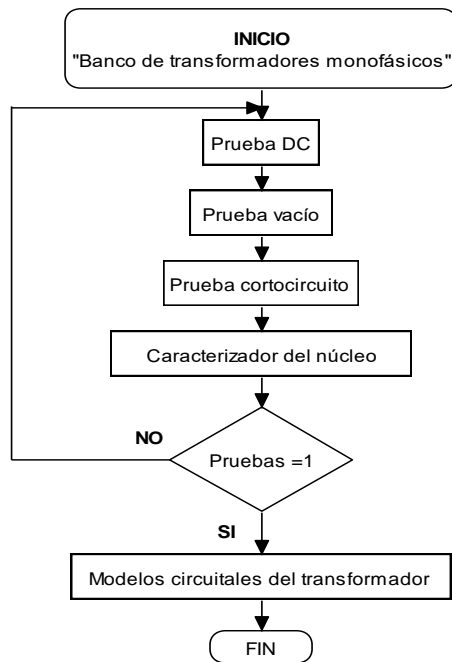 INICIO
"Banco de transformadores monofásicos"
Prueba DC
Prueba vacío
Prueba cortocircuito
Caracterizador del núcleo
NO
Pruebas =1
SI
Modelos circuitales del transformador
FIN